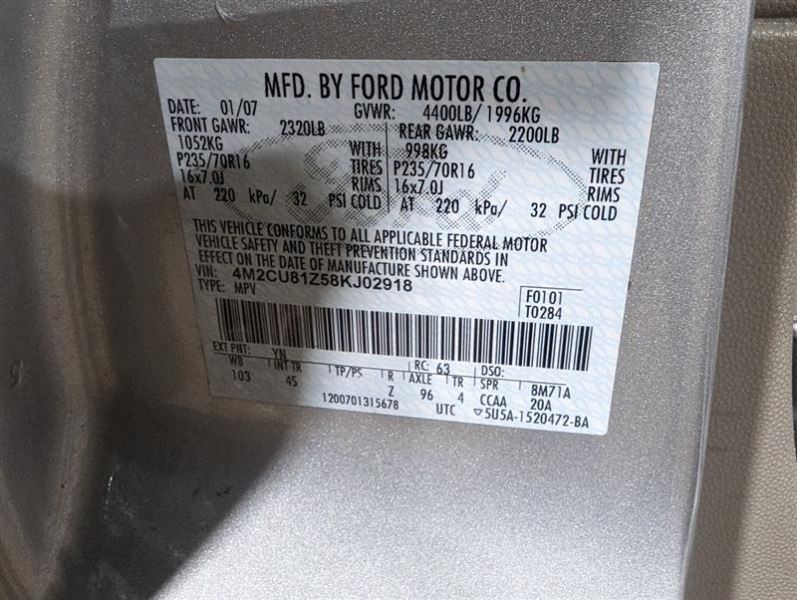 MFD. BY FORD MOTOR CO.
DATE: 01/07 GVWR: 4400LB/ 1996KG
FRONT GAWR: 2320LB REAR GAWR: 2200LB
1052KG WITH 998KG WITH
P235/70R16 TIRES P235/70R16 TIRES
16x7.0J RIMS 16x7.0J RIMS
AT 220 kPa/ 32 PSI COLD AT 220 kPa/ 32 PSI COLD
Ford
THIS VEHICLE CONFORMS TO ALL APPLICABLE FEDERAL MOTOR
VEHICLE SAFETY AND THEFT PREVENTION STANDARDS IN
EFFECT ON THE DATE OF MANUFACTURE SHOWN ABOVE.
VIN: 4M2CU81Z58KJ02918
TYPE: MPV
F0101
T0284
EXT PNT: YN RC: 63 DSO:
WB INT TR TP/PS R AXLE TR SPR 8M71A
103 4S Z 96 4 CCAA 20A
1200701315678 UTC ▽5U5A-1520472-BA